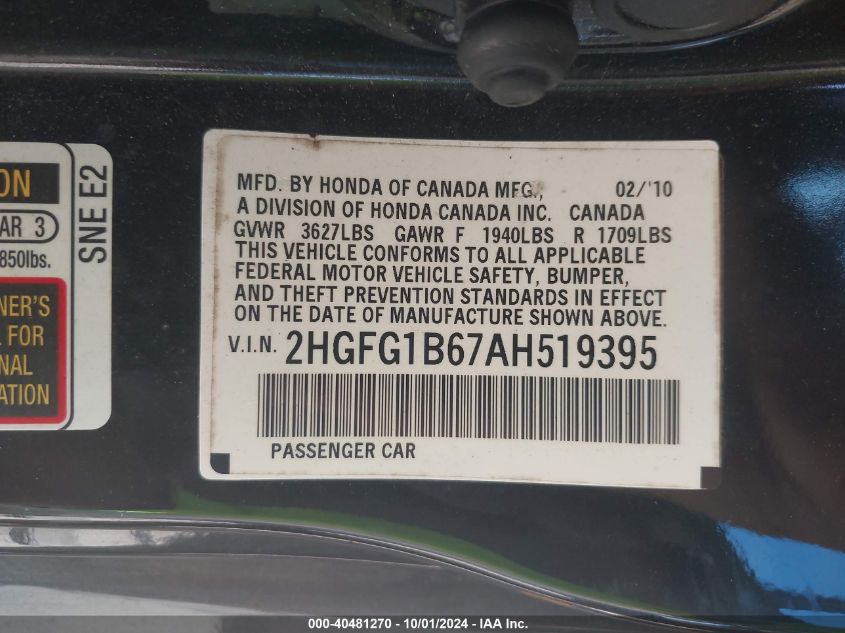 ON
AR 3
850lbs.
NER'S
L FOR
NAL
ATION
SNE E2
MFD. BY HONDA OF CANADA MFG., 02/'10
A DIVISION OF HONDA CANADA INC. CANADA
GVWR 3627LBS GAWR F 1940LBS R 1709LBS
THIS VEHICLE CONFORMS TO ALL APPLICABLE
FEDERAL MOTOR VEHICLE SAFETY, BUMPER,
AND THEFT PREVENTION STANDARDS IN EFFECT
ON THE DATE OF MANUFACTURE SHOWN ABOVE.
V.I.N. 2HGFG1B67AH519395
PASSENGER CAR
000-40481270 - 10/01/2024 - IAA Inc.